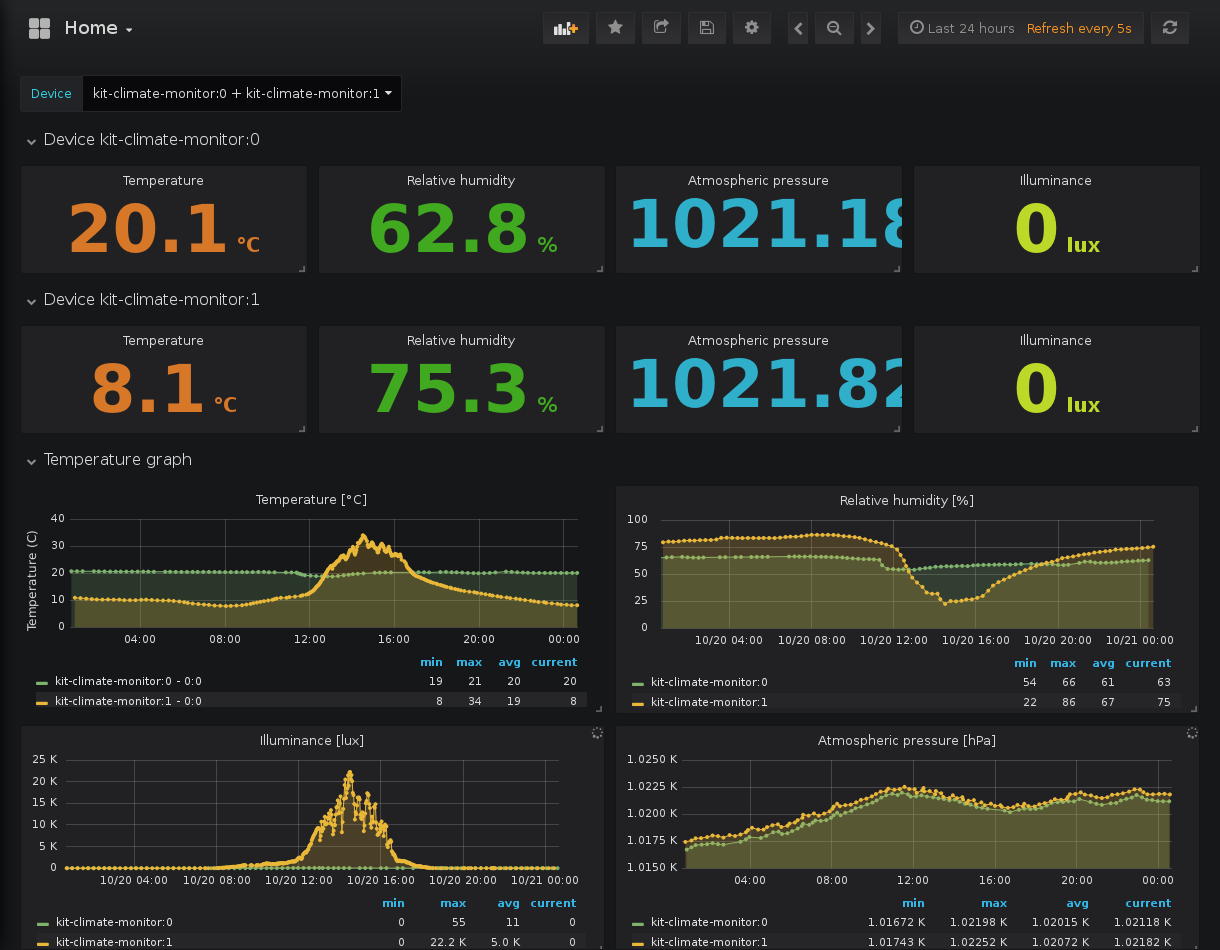 Home
Last 24 hours Refresh every 5s
Device kit-climate-monitor:0 + kit-climate-monitor:1
Device kit-climate-monitor:0
Temperature Relative humidity Atmospheric pressure Illuminance
20.1 °C 62.8 % 1021.18 0 lux
Device kit-climate-monitor:1
Temperature Relative humidity Atmospheric pressure Illuminance
8.1 °C 75.3 % 1021.82 0 lux
Temperature graph
Temperature [°C]
Temperature (C)
40
30
20
10
0
04:00 08:00 12:00 16:00 20:00 00:00
min max avg current
kit-climate-monitor:0 - 0:0 19 21 20 20
kit-climate-monitor:1 - 0:0 8 34 19 8
Relative humidity [%]
100
75
50
25
0
10/20 04:00 10/20 08:00 10/20 12:00 10/20 16:00 10/20 20:00 10/21 00:00
min max avg current
kit-climate-monitor:0 54 66 61 63
kit-climate-monitor:1 22 86 67 75
Illuminance [lux]
25 K
20 K
15 K
10 K
5 K
0
10/20 04:00 10/20 08:00 10/20 12:00 10/20 16:00 10/20 20:00 10/21 00:00
min max avg current
kit-climate-monitor:0 0 55 11 0
kit-climate-monitor:1 0 22.2 K 5.0 K 0
Atmospheric pressure [hPa]
1.0250 K
1.0225 K
1.0200 K
1.0175 K
1.0150 K
04:00 08:00 12:00 16:00 20:00 00:00
min max avg current
kit-climate-monitor:0 1.01672 K 1.02198 K 1.02015 K 1.02118 K
kit-climate-monitor:1 1.01743 K 1.02252 K 1.02072 K 1.02182 K